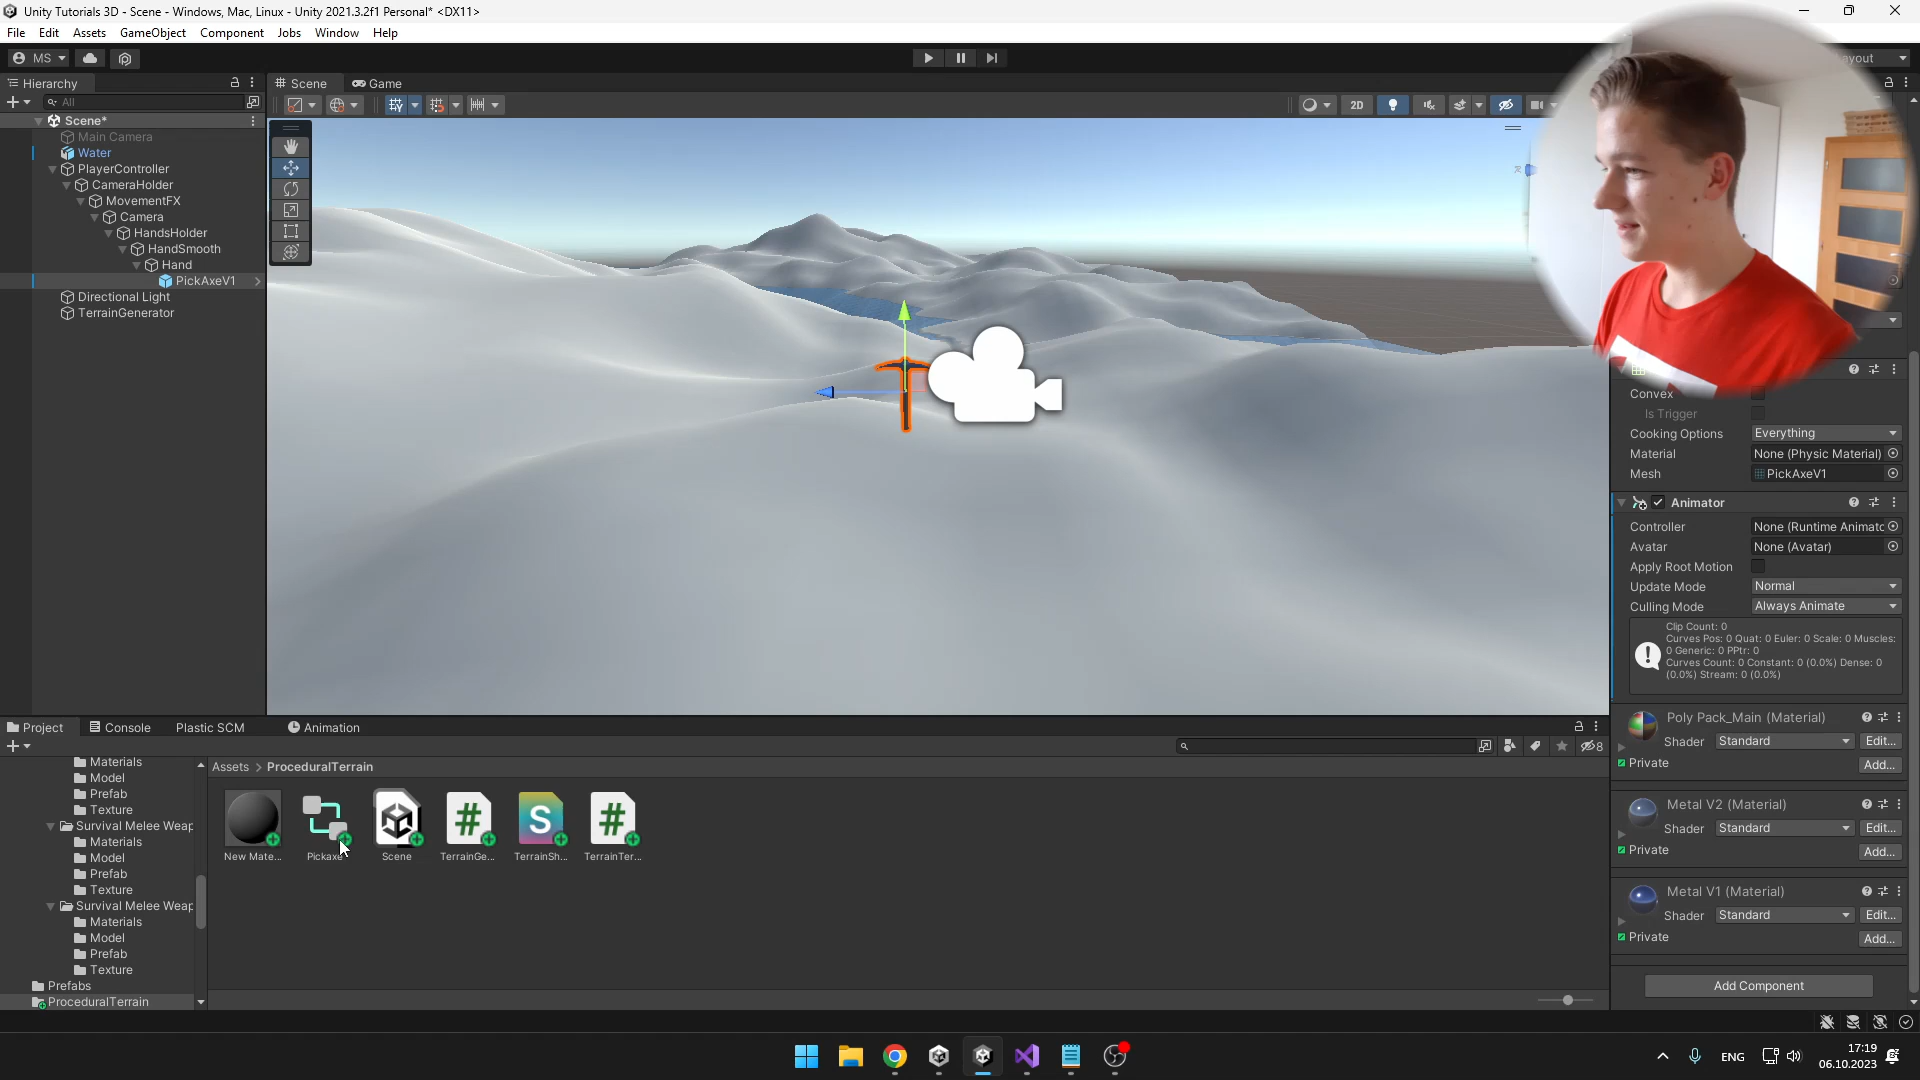 Unity Tutorials 3D - Scene - Windows, Mac, Linux - Unity 2021.3.2f1 Personal* <DX11>
File Edit Assets GameObject Component Jobs Window Help
MS
Hierarchy
Scene
Game
All
2D
Scene*
Main Camera
Water
PlayerController
CameraHolder
MovementFX
Camera
HandsHolder
HandSmooth
Hand
PickAxeV1
Directional Light
TerrainGenerator
Convex
Is Trigger
Cooking Options Everything
Material None (Physic Material)
Mesh PickAxeV1
Animator
Controller None (Runtime Animato
Avatar None (Avatar)
Apply Root Motion
Update Mode Normal
Culling Mode Always Animate
Clip Count: 0
Curves Pos: 0 Quat: 0 Euler: 0 Scale: 0 Muscles:
0 Generic: 0 PPtr: 0
Curves Count: 0 Constant: 0 (0.0%) Dense: 0
(0.0%) Stream: 0 (0.0%)
Poly Pack_Main (Material)
Shader Standard Edit...
Private Add...
Metal V2 (Material)
Shader Standard Edit...
Private Add...
Metal V1 (Material)
Shader Standard Edit...
Private Add...
Add Component
Project Console Plastic SCM Animation
8
Assets > ProceduralTerrain
Materials
Model
Prefab
Texture
Survival Melee Weap
Materials
Model
Prefab
Texture
Survival Melee Weap
Materials
Model
Prefab
Texture
Prefabs
ProceduralTerrain
New Mate...
Pickaxe
Scene
TerrainGe...
TerrainSh...
TerrainTer...
ENG
17:19
06.10.2023